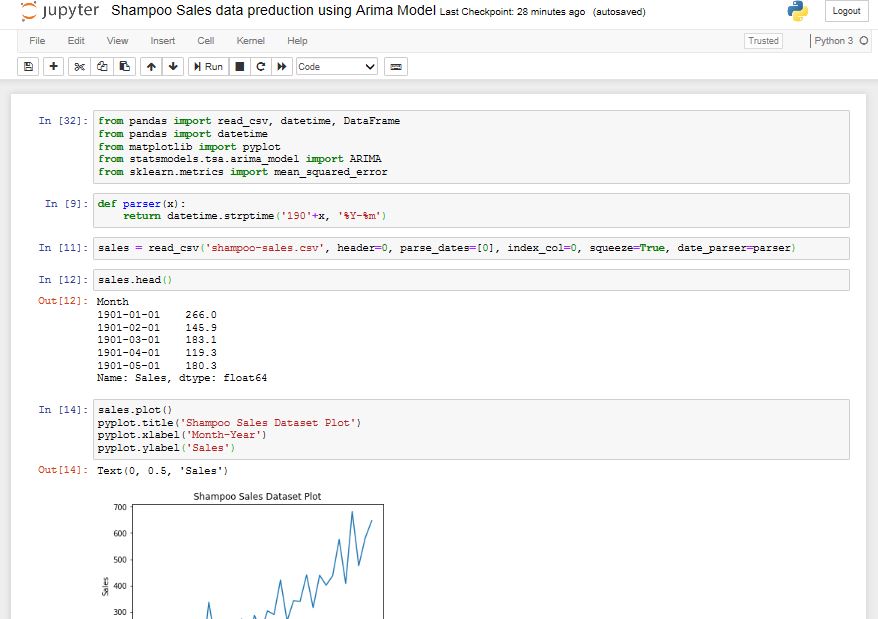 jupyter Shampoo Sales data preduction using Arima Model Last Checkpoint: 28 minutes ago (autosaved)
Logout
File Edit View Insert Cell Kernel Help
Trusted
Python 3
Run
Code
In [32]: from pandas import read_csv, datetime, DataFrame
from pandas import datetime
from matplotlib import pyplot
from statsmodels.tsa.arima_model import ARIMA
from sklearn.metrics import mean_squared_error
In [9]: def parser(x):
return datetime.strptime('190'+x, '%Y-%m')
In [11]: sales = read_csv('shampoo-sales.csv', header=0, parse_dates=[0], index_col=0, squeeze=True, date_parser=parser)
In [12]: sales.head()
Out[12]: Month
1901-01-01 266.0
1901-02-01 145.9
1901-03-01 183.1
1901-04-01 119.3
1901-05-01 180.3
Name: Sales, dtype: float64
In [14]: sales.plot()
pyplot.title('Shampoo Sales Dataset Plot')
pyplot.xlabel('Month-Year')
pyplot.ylabel('Sales')
Out[14]: Text(0, 0.5, 'Sales')
Shampoo Sales Dataset Plot
700
600
500
400
300
Sales